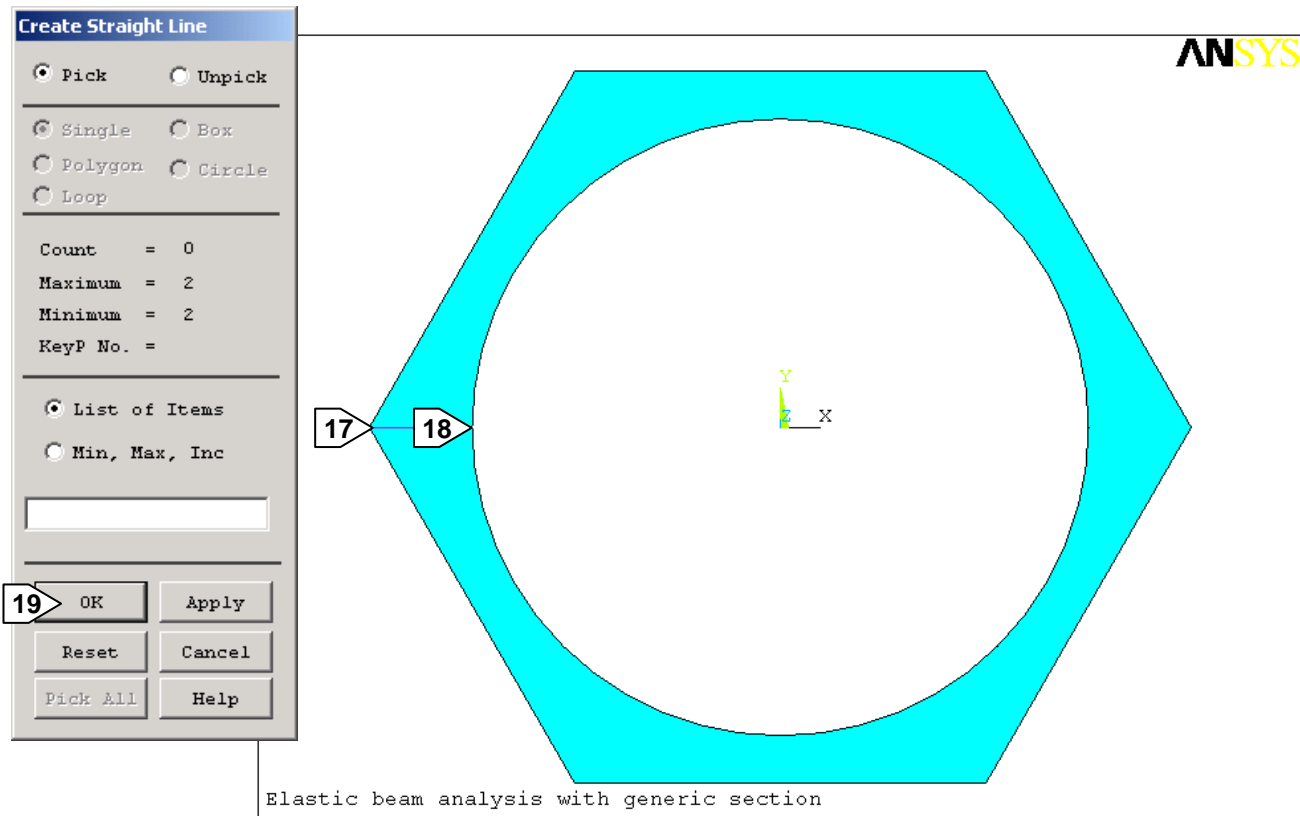 Create Straight Line
Pick Unpick
Single Box
Polygon Circle
Loop
Count = 0
Maximum = 2
Minimum = 2
KeyP No. =
List of Items
Min, Max, Inc
19 OK Apply
Reset Cancel
Pick All Help
ANSYS
17 18
Y
Z X
Elastic beam analysis with generic section